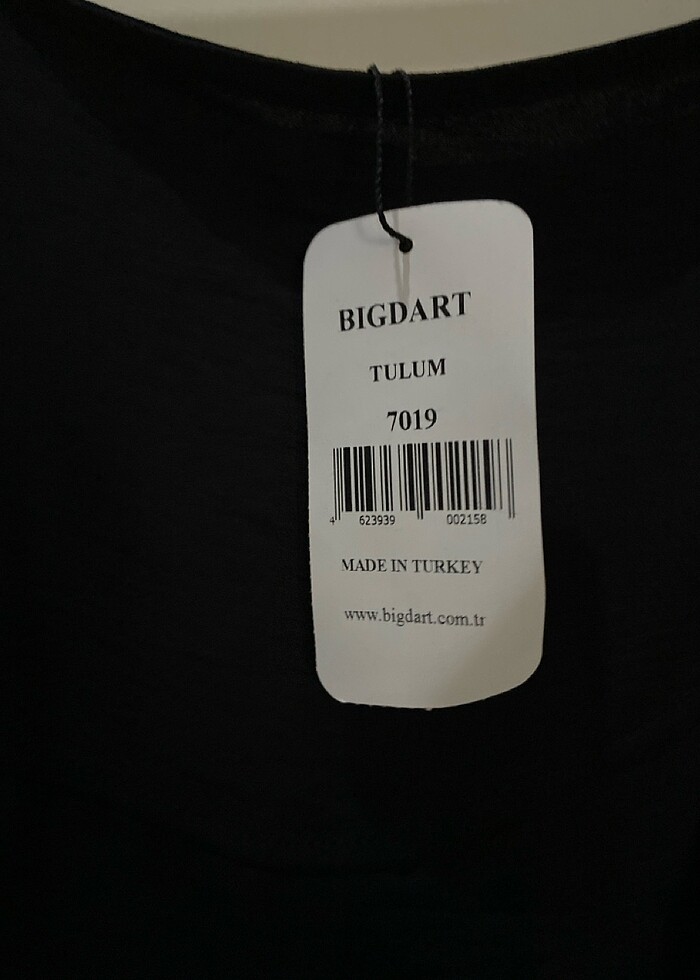 BIGDART
TULUM
7019
4 623939 002158
MADE IN TURKEY
www.bigdart.com.tr